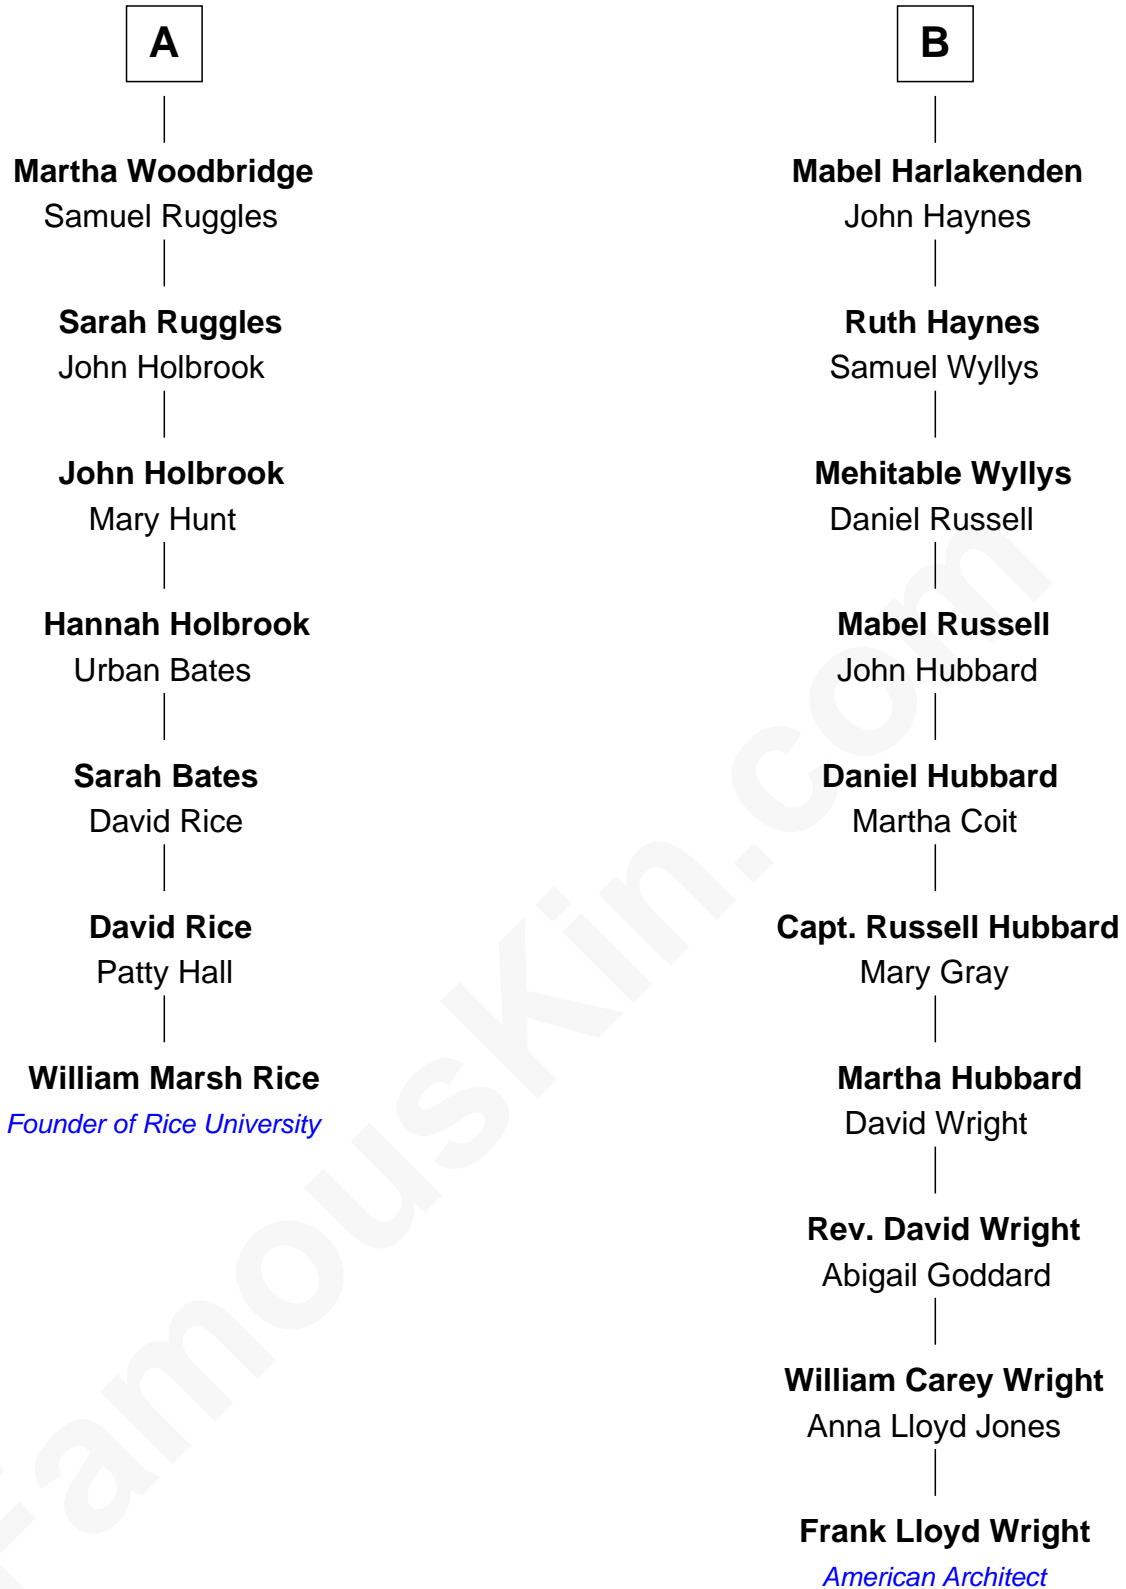 A
Martha Woodbridge
Samuel Ruggles
Sarah Ruggles
John Holbrook
John Holbrook
Mary Hunt
Hannah Holbrook
Urban Bates
Sarah Bates
David Rice
David Rice
Patty Hall
William Marsh Rice
Founder of Rice University
B
Mabel Harlakenden
John Haynes
Ruth Haynes
Samuel Wyllys
Mehitable Wyllys
Daniel Russell
Mabel Russell
John Hubbard
Daniel Hubbard
Martha Coit
Capt. Russell Hubbard
Mary Gray
Martha Hubbard
David Wright
Rev. David Wright
Abigail Goddard
William Carey Wright
Anna Lloyd Jones
Frank Lloyd Wright
American Architect
FamousKin.com